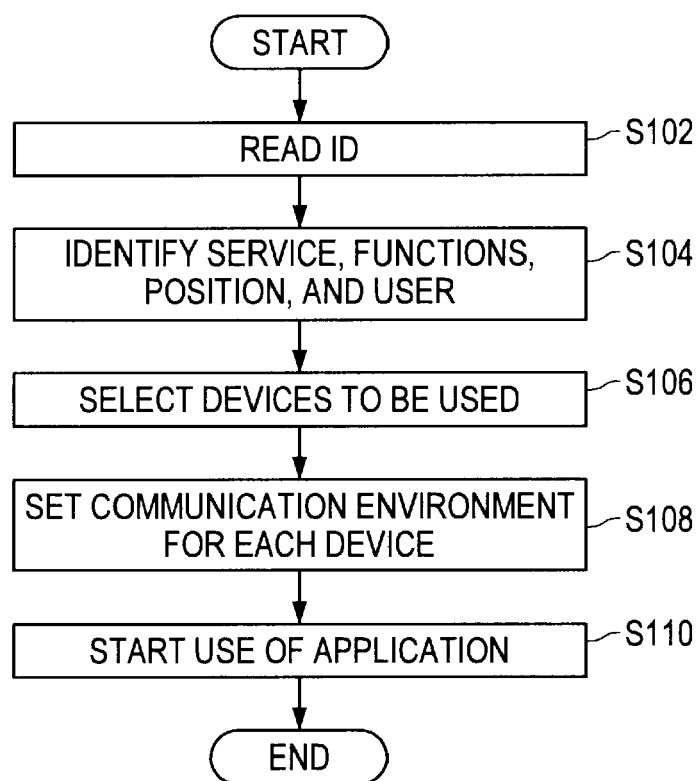 START
READ ID
S102
IDENTIFY SERVICE, FUNCTIONS,
POSITION, AND USER
S104
SELECT DEVICES TO BE USED
S106
SET COMMUNICATION ENVIRONMENT
FOR EACH DEVICE
S108
START USE OF APPLICATION
S110
END